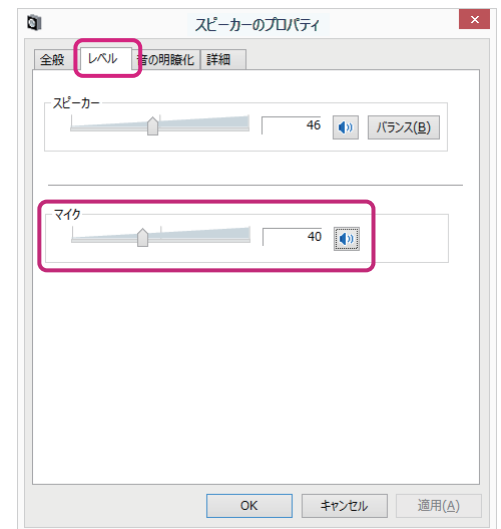 スピーカーのプロパティ
×
全般 レベル 音の明瞭化 詳細
スピーカー
46 バランス(B)
マイク
40
OK キャンセル 適用(A)